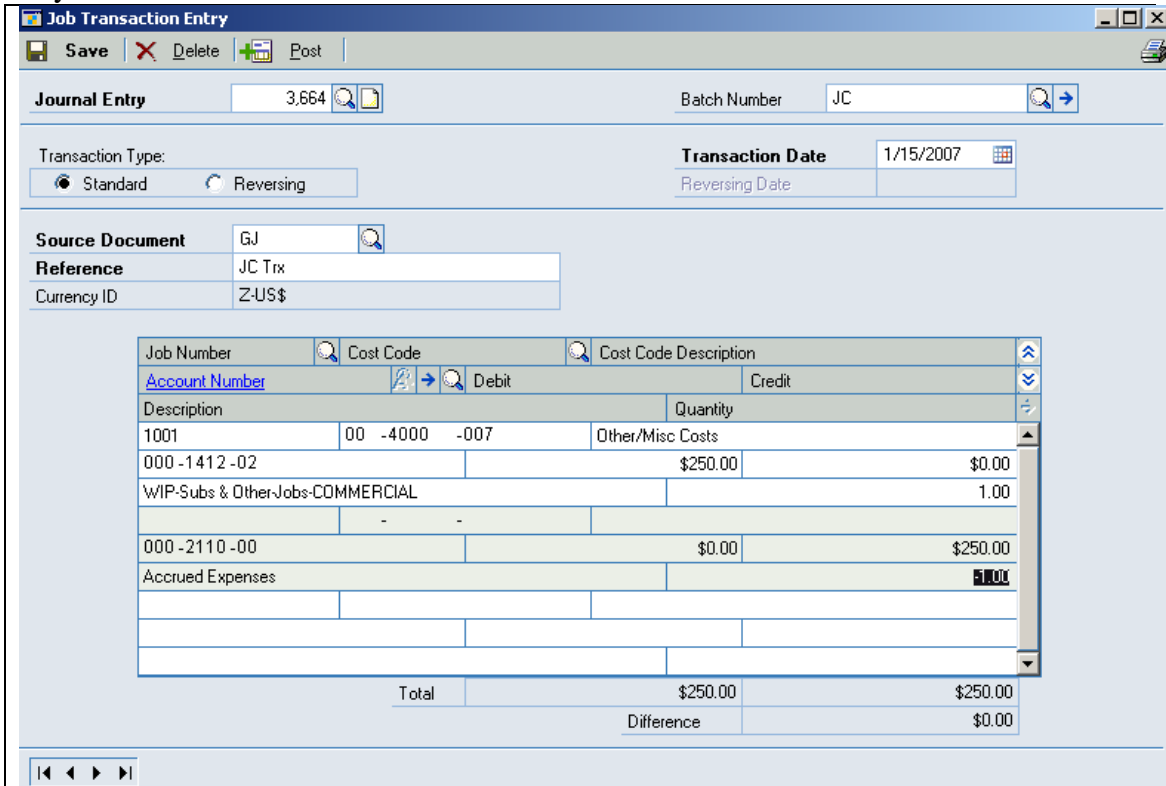 Job Transaction Entry
Save Delete Post
Journal Entry 3,664 Batch Number JC
Transaction Type: Transaction Date 1/15/2007
Standard Reversing Reversing Date
Source Document GJ
Reference JC Trx
Currency ID Z-US$
Job Number Cost Code Cost Code Description
Account Number Debit Credit
Description Quantity
1001 00 -4000 -007 Other/Misc Costs
000 -1412 -02 $250.00 $0.00
WIP-Subs & Other-Jobs-COMMERCIAL 1.00
- -
000 -2110 -00 $0.00 $250.00
Accrued Expenses -1.00
Total $250.00 $250.00
Difference $0.00